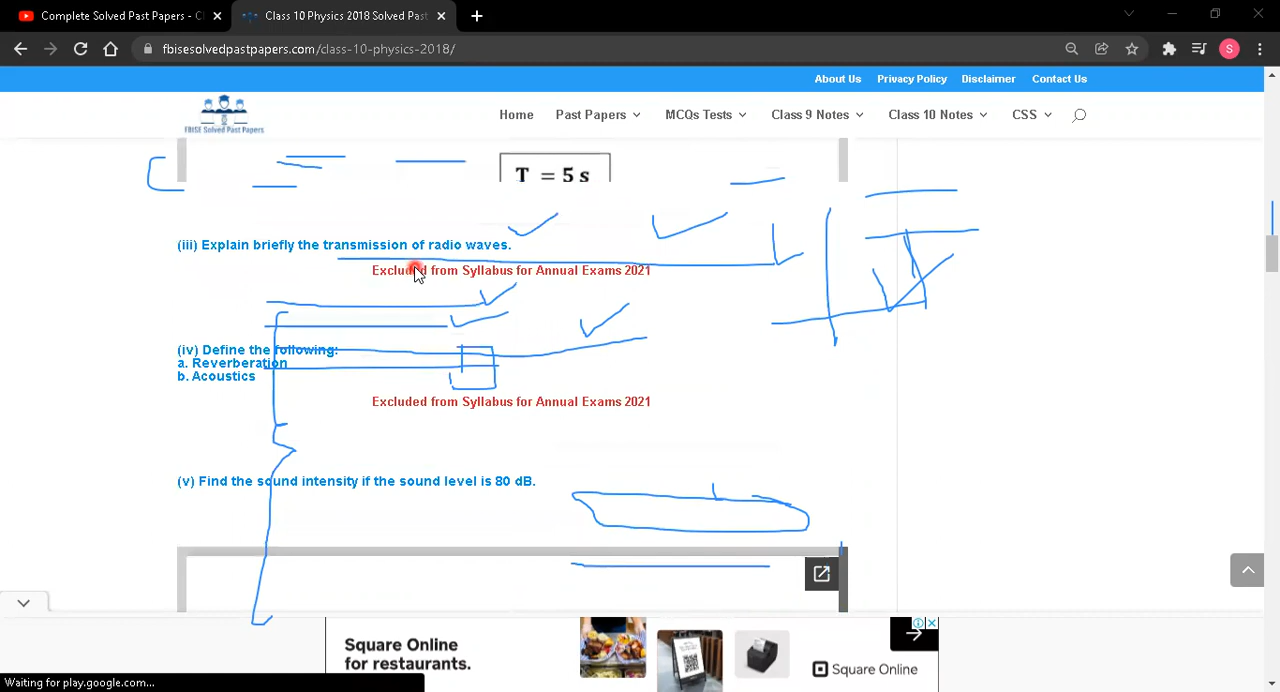 Complete Solved Past Papers - C
Class 10 Physics 2018 Solved Past
fbisesolvedpastpapers.com/class-10-physics-2018/
S
About Us Privacy Policy Disclaimer Contact Us
FBISE Solved Past Papers
Home Past Papers MCQs Tests Class 9 Notes Class 10 Notes CSS
T = 5 s
(iii) Explain briefly the transmission of radio waves.
Excluded from Syllabus for Annual Exams 2021
(iv) Define the following:
a. Reverberation
b. Acoustics
Excluded from Syllabus for Annual Exams 2021
(v) Find the sound intensity if the sound level is 80 dB.
Square Online
for restaurants.
Square Online
Waiting for play.google.com...